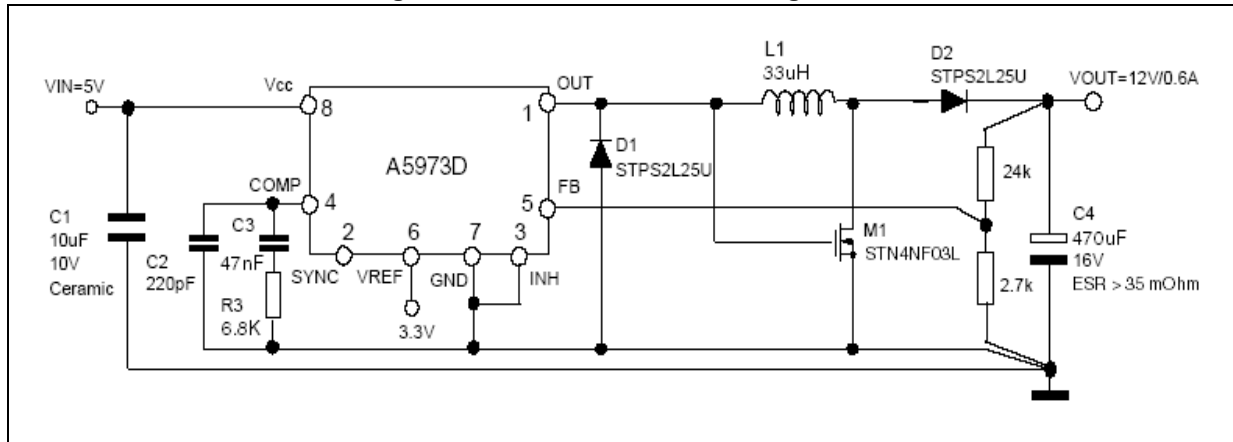 VIN=5V
Vcc
8
OUT
1
A5973D
COMP
4
FB
5
2
6
7
3
SYNC
VREF
GND
INH
3.3V
C1
10uF
10V
Ceramic
C2
220pF
C3
47nF
R3
6.8K
D1
STPS2L25U
L1
33uH
D2
STPS2L25U
VOUT=12V/0.6A
M1
STN4NF03L
24k
2.7k
C4
470uF
16V
ESR > 35 mOhm